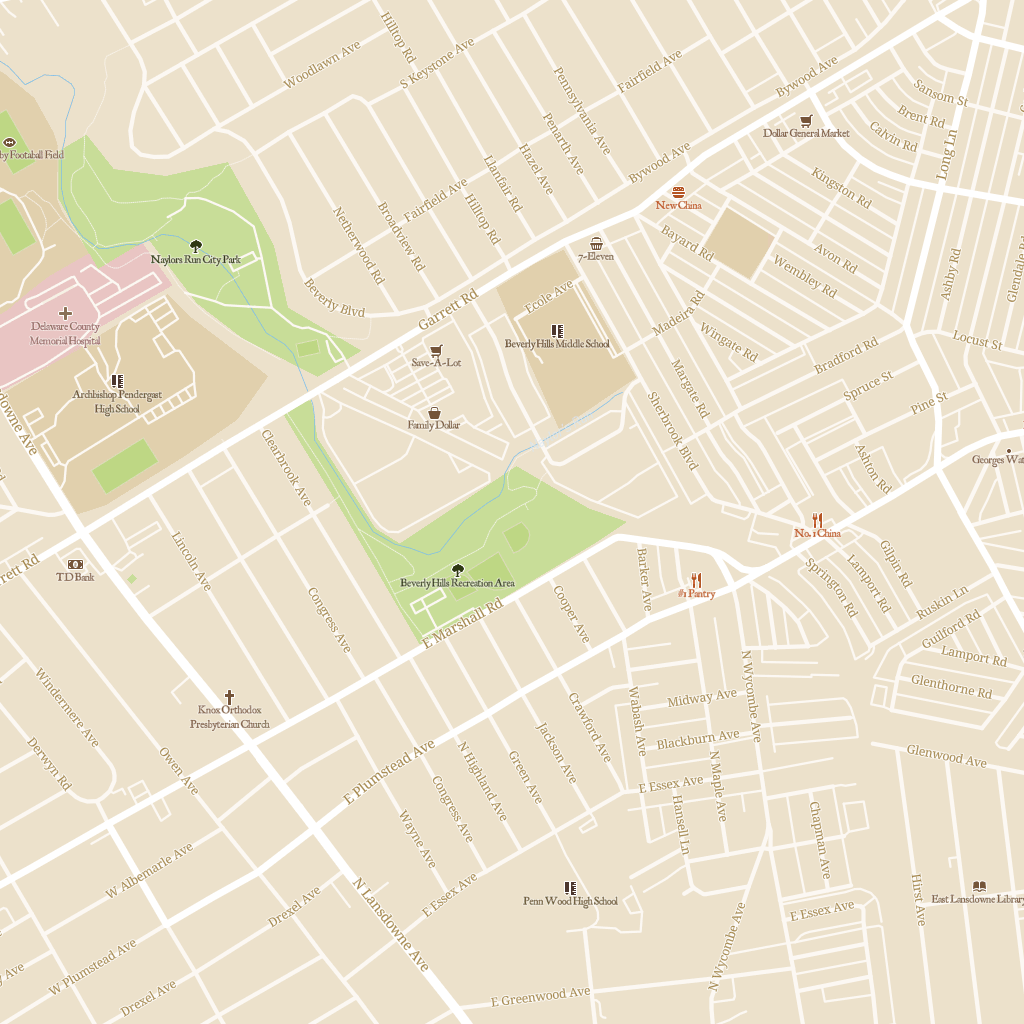 Hilltop Rd
Woodlawn Ave
S Keystone Ave
Fairfield Ave
Pennsylvania Ave
Bywood Ave
Sansom St
Brent Rd
Calvin Rd
Dollar General Market
Long Ln
by Footaball Field
Penarth Ave
Hazel Ave
Llanfair Rd
Bywood Ave
Kingston Rd
New China
Fairfield Ave
Hilltop Rd
Broadview Rd
Netherwood Rd
Naylors Run City Park
7-Eleven
Bayard Rd
Avon Rd
Wembley Rd
Ashby Rd
Glendale Rd
Beverly Blvd
Garrett Rd
Ecole Ave
Madeira Rd
Delaware County
Memorial Hospital
Beverly Hills Middle School
Wingate Rd
Bradford Rd
Locust St
Save-A-Lot
Archbishop Pendergast
High School
Margate Rd
Spruce St
Pine St
Family Dollar
Sherbrook Blvd
Clearbrook Ave
Ashton Rd
Georges Wat
No. 1 China
Lincoln Ave
TD Bank
Beverly Hills Recreation Area
#1 Pantry
Barker Ave
Gilpin Rd
Lamport Rd
Springton Rd
Ruskin Ln
Guilford Rd
Congress Ave
E Marshall Rd
Cooper Ave
Lamport Rd
Glenthorne Rd
Windermere Ave
Knox Orthodox
Presbyterian Church
Midway Ave
N Wycombe Ave
Wabash Ave
Crawford Ave
Jackson Ave
Blackburn Ave
Glenwood Ave
Derwyn Rd
Owen Ave
E Plumstead Ave
N Highland Ave
Green Ave
E Essex Ave
N Maple Ave
Congress Ave
Wayne Ave
Hansell Ln
Chapman Ave
W Albemarle Ave
E Essex Ave
Drexel Ave
N Lansdowne Ave
Penn Wood High School
E Essex Ave
Hirst Ave
East Lansdowne Library
W Plumstead Ave
Drexel Ave
N Wycombe Ave
E Greenwood Ave